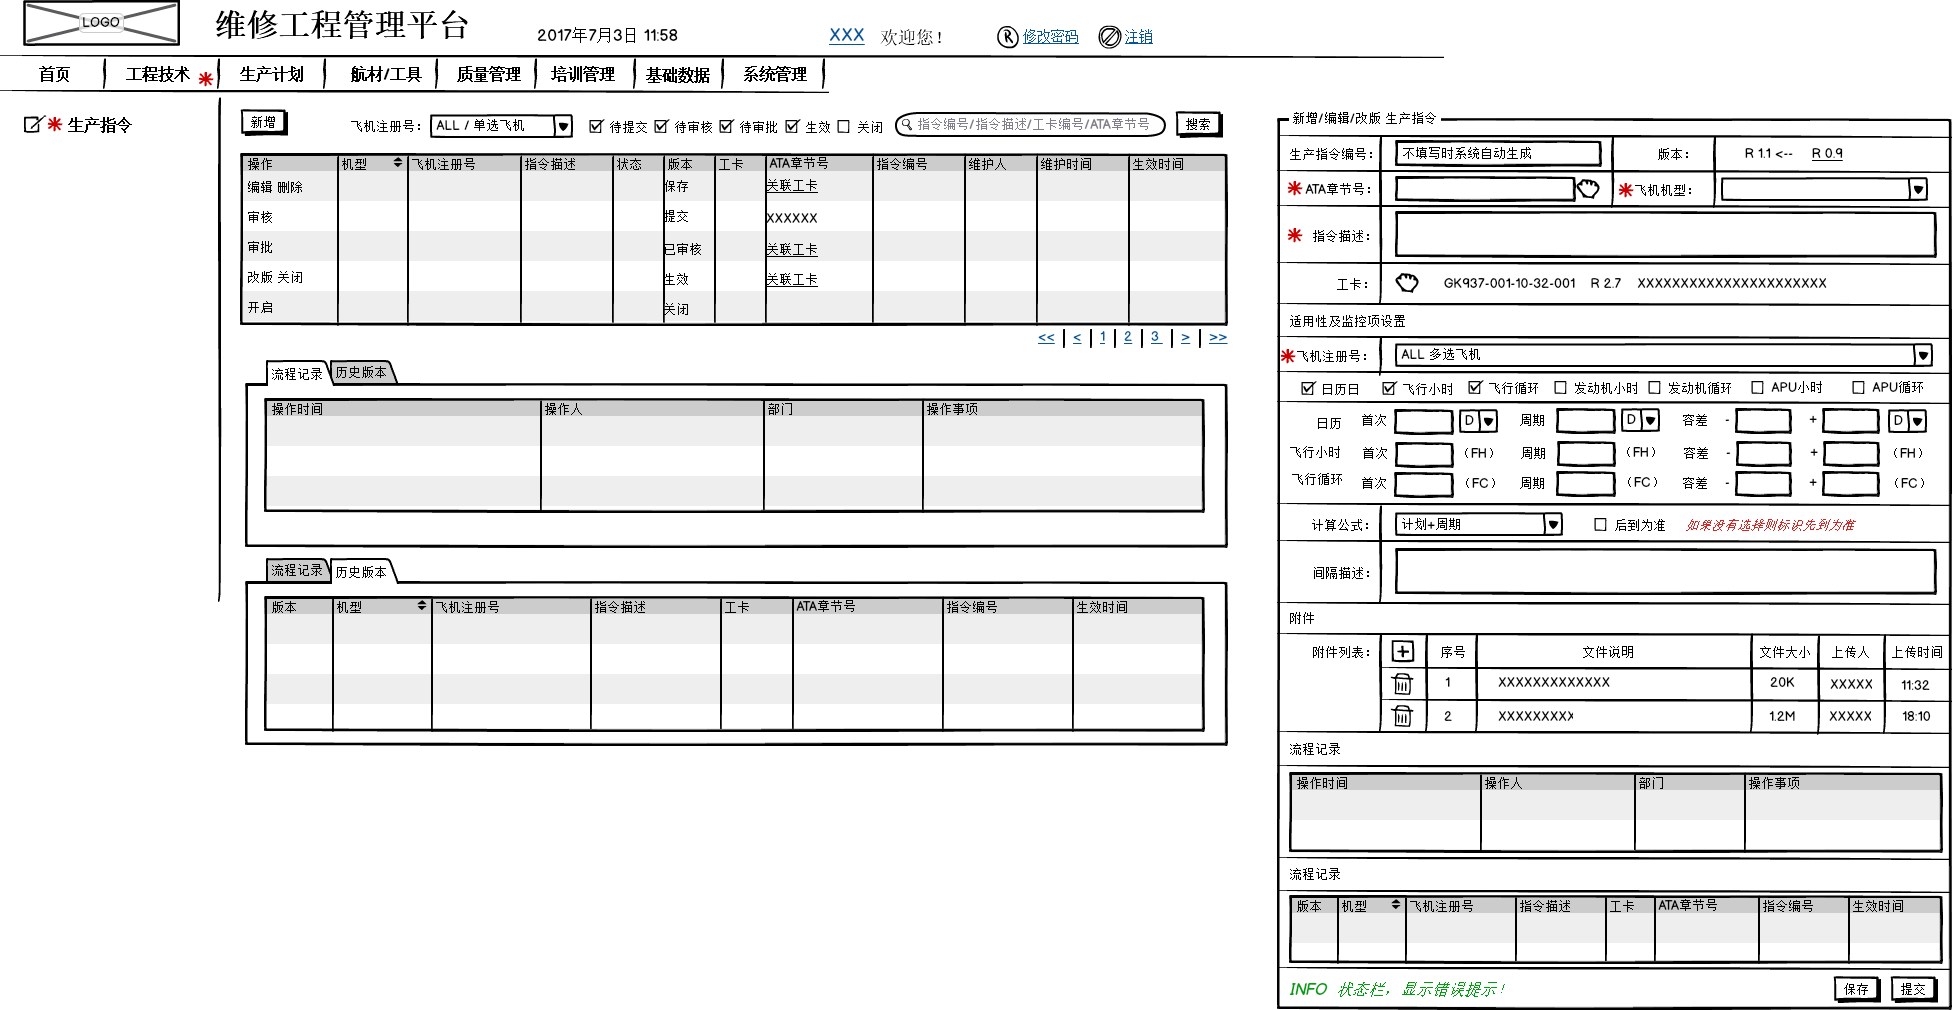 LOGO 维修工程管理平台 2017年7月3日 11:58 XXX 欢迎您！ 修改密码 注销
首页 工程技术 生产计划 航材/工具 质量管理 培训管理 基础数据 系统管理
生产指令
新增 飞机注册号： ALL / 单选飞机 待提交 待审核 待审批 生效 关闭 指令编号/指令描述/工卡编号/ATA章节号 搜索
操作 机型 飞机注册号 指令描述 状态 版本 工卡 ATA章节号 指令编号 维护人 维护时间 生效时间
编辑 删除 保存 关联工卡
审核 提交 XXXXXX
审批 已审核 关联工卡
改版 关闭 生效 关联工卡
开启 关闭
<< < 1 2 3 > >>
流程记录 历史版本
操作时间 操作人 部门 操作事项
流程记录 历史版本
版本 机型 飞机注册号 指令描述 工卡 ATA章节号 指令编号 生效时间
新增/编辑/改版 生产指令
生产指令编号： 不填写时系统自动生成 版本： R 1.1 <-- R 0.9
ATA章节号： 飞机机型：
指令描述：
工卡： GK937-001-10-32-001 R 2.7 XXXXXXXXXXXXXXXXXXXXXX
适用性及监控项设置
飞机注册号： ALL 多选飞机
日历日 飞行小时 飞行循环 发动机小时 发动机循环 APU小时 APU循环
日历 首次 D 周期 D 容差 - + D
飞行小时 首次 (FH) 周期 (FH) 容差 - + (FH)
飞行循环 首次 (FC) 周期 (FC) 容差 - + (FC)
计算公式： 计划+周期 后到为准 如果没有选择则标识先到为准
间隔描述：
附件
附件列表： 序号 文件说明 文件大小 上传人 上传时间
1 XXXXXXXXXXXXX 20K XXXXX 11:32
2 XXXXXXXXX 1.2M XXXXX 18:10
流程记录
操作时间 操作人 部门 操作事项
流程记录
版本 机型 飞机注册号 指令描述 工卡 ATA章节号 指令编号 生效时间
INFO 状态栏，显示错误提示！ 保存 提交